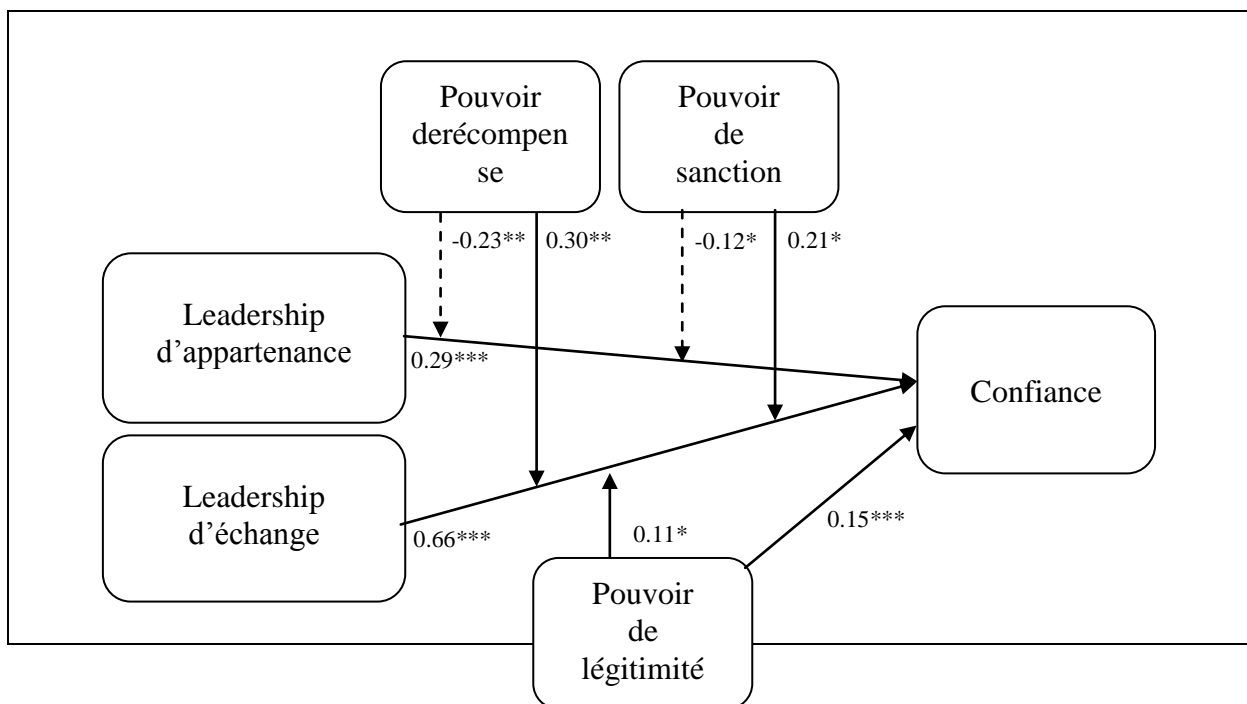 Pouvoir
derécompen
se
Pouvoir
de
sanction
-0.23**
0.30**
-0.12*
0.21*
Leadership
d’appartenance
0.29***
Confiance
Leadership
d’échange
0.66***
0.11*
0.15***
Pouvoir
de
légitimité